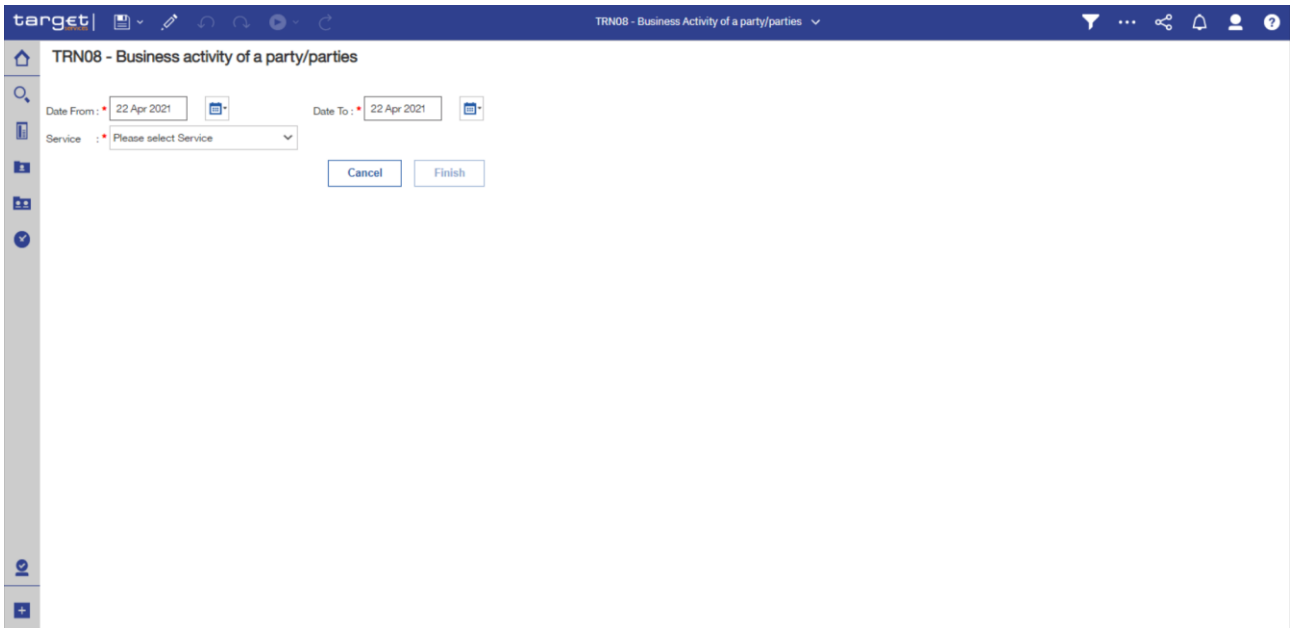 target| TRN08 - Business Activity of a party/parties
SERVICES
TRN08 - Business activity of a party/parties
Date From : * 22 Apr 2021 Date To : * 22 Apr 2021
Service : * Please select Service
Cancel Finish